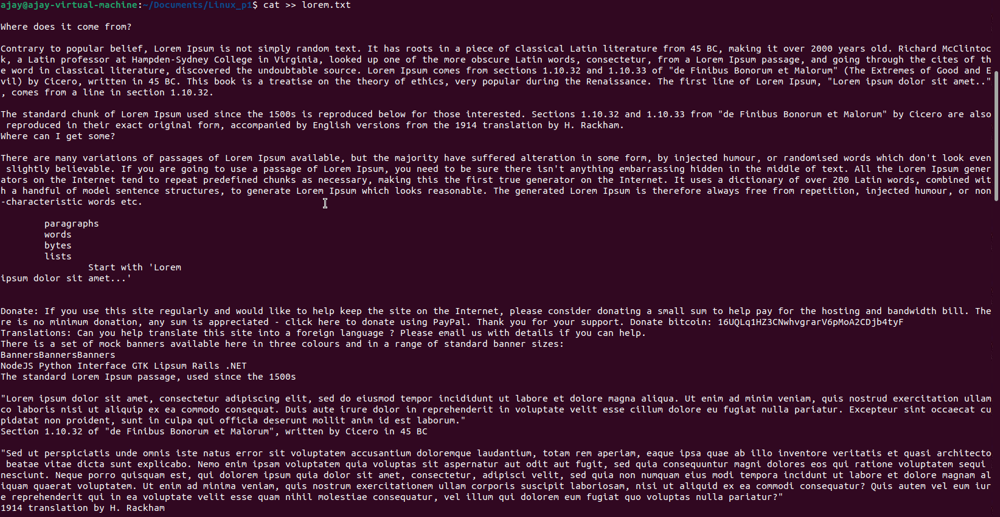 ajay@ajay-virtual-machine:~/Documents/Linux_p1$ cat >> lorem.txt
Where does it come from?
Contrary to popular belief, Lorem Ipsum is not simply random text. It has roots in a piece of classical Latin literature from 45 BC, making it over 2000 years old. Richard McClintoc
k, a Latin professor at Hampden-Sydney College in Virginia, looked up one of the more obscure Latin words, consectetur, from a Lorem Ipsum passage, and going through the cites of th
e word in classical literature, discovered the undoubtable source. Lorem Ipsum comes from sections 1.10.32 and 1.10.33 of "de Finibus Bonorum et Malorum" (The Extremes of Good and E
vil) by Cicero, written in 45 BC. This book is a treatise on the theory of ethics, very popular during the Renaissance. The first line of Lorem Ipsum, "Lorem ipsum dolor sit amet.."
, comes from a line in section 1.10.32.
The standard chunk of Lorem Ipsum used since the 1500s is reproduced below for those interested. Sections 1.10.32 and 1.10.33 from "de Finibus Bonorum et Malorum" by Cicero are also
 reproduced in their exact original form, accompanied by English versions from the 1914 translation by H. Rackham.
Where can I get some?
There are many variations of passages of Lorem Ipsum available, but the majority have suffered alteration in some form, by injected humour, or randomised words which don't look even
 slightly believable. If you are going to use a passage of Lorem Ipsum, you need to be sure there isn't anything embarrassing hidden in the middle of text. All the Lorem Ipsum gener
ators on the Internet tend to repeat predefined chunks as necessary, making this the first true generator on the Internet. It uses a dictionary of over 200 Latin words, combined wit
h a handful of model sentence structures, to generate Lorem Ipsum which looks reasonable. The generated Lorem Ipsum is therefore always free from repetition, injected humour, or non
-characteristic words etc.
paragraphs
words
bytes
lists
Start with 'Lorem
ipsum dolor sit amet...'
Donate: If you use this site regularly and would like to help keep the site on the Internet, please consider donating a small sum to help pay for the hosting and bandwidth bill. The
re is no minimum donation, any sum is appreciated - click here to donate using PayPal. Thank you for your support. Donate bitcoin: 16UQLq1HZ3CNwhvgrarV6pMoA2CDjb4tyF
Translations: Can you help translate this site into a foreign language ? Please email us with details if you can help.
There is a set of mock banners available here in three colours and in a range of standard banner sizes:
BannersBannersBanners
NodeJS Python Interface GTK Lipsum Rails .NET
The standard Lorem Ipsum passage, used since the 1500s
"Lorem ipsum dolor sit amet, consectetur adipiscing elit, sed do eiusmod tempor incididunt ut labore et dolore magna aliqua. Ut enim ad minim veniam, quis nostrud exercitation ullam
co laboris nisi ut aliquip ex ea commodo consequat. Duis aute irure dolor in reprehenderit in voluptate velit esse cillum dolore eu fugiat nulla pariatur. Excepteur sint occaecat cu
pidatat non proident, sunt in culpa qui officia deserunt mollit anim id est laborum."
Section 1.10.32 of "de Finibus Bonorum et Malorum", written by Cicero in 45 BC
"Sed ut perspiciatis unde omnis iste natus error sit voluptatem accusantium doloremque laudantium, totam rem aperiam, eaque ipsa quae ab illo inventore veritatis et quasi architecto
 beatae vitae dicta sunt explicabo. Nemo enim ipsam voluptatem quia voluptas sit aspernatur aut odit aut fugit, sed quia consequuntur magni dolores eos qui ratione voluptatem sequi
nesciunt. Neque porro quisquam est, qui dolorem ipsum quia dolor sit amet, consectetur, adipisci velit, sed quia non numquam eius modi tempora incidunt ut labore et dolore magnam al
iquam quaerat voluptatem. Ut enim ad minima veniam, quis nostrum exercitationem ullam corporis suscipit laboriosam, nisi ut aliquid ex ea commodi consequatur? Quis autem vel eum iur
e reprehenderit qui in ea voluptate velit esse quam nihil molestiae consequatur, vel illum qui dolorem eum fugiat quo voluptas nulla pariatur?"
1914 translation by H. Rackham